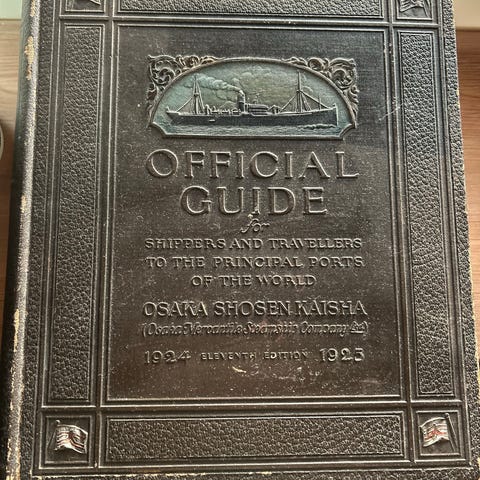 OFFICIAL
GUIDE
for
SHIPPERS AND TRAVELLERS
TO THE PRINCIPAL PORTS
OF THE WORLD
OSAKA SHOSEN KAISHA
(Osaka Mercantile Steamship Company Ltd)
1924 ELEVENTH EDITION 1925